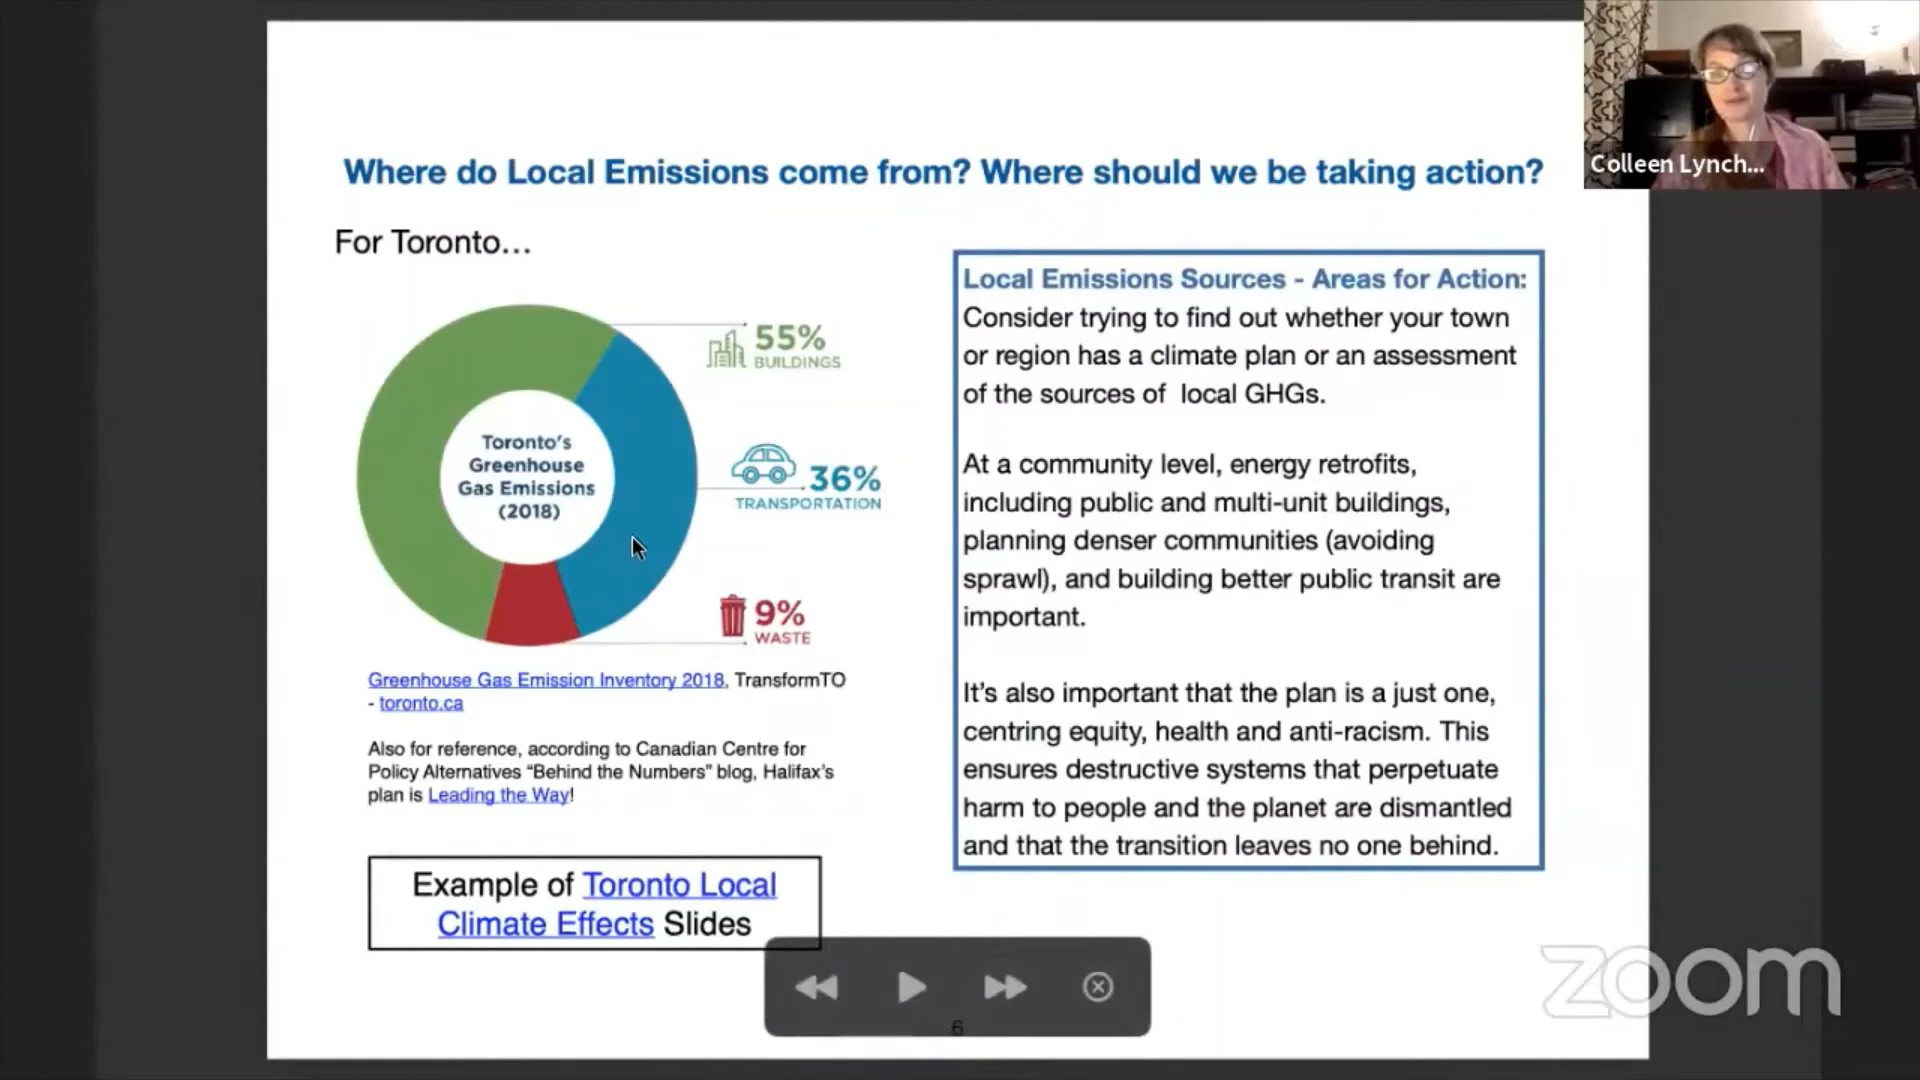 Where do Local Emissions come from? Where should we be taking action?
Colleen Lynch...
For Toronto...
55%
BUILDINGS
Toronto's
Greenhouse
Gas Emissions
(2018)
36%
TRANSPORTATION
9%
WASTE
Greenhouse Gas Emission Inventory 2018, TransformTO
- toronto.ca
Also for reference, according to Canadian Centre for
Policy Alternatives “Behind the Numbers” blog, Halifax's
plan is Leading the Way!
Example of Toronto Local
Climate Effects Slides
Local Emissions Sources - Areas for Action:
Consider trying to find out whether your town
or region has a climate plan or an assessment
of the sources of  local GHGs.
At a community level, energy retrofits,
including public and multi-unit buildings,
planning denser communities (avoiding
sprawl), and building better public transit are
important.
It's also important that the plan is a just one,
centring equity, health and anti-racism. This
ensures destructive systems that perpetuate
harm to people and the planet are dismantled
and that the transition leaves no one behind.
6
zoom